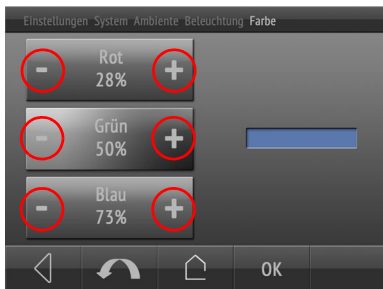 Einstellungen System Ambiente Beleuchtung Farbe
Rot
- 28% +
Grün
- 50% +
Blau
- 73% +
OK